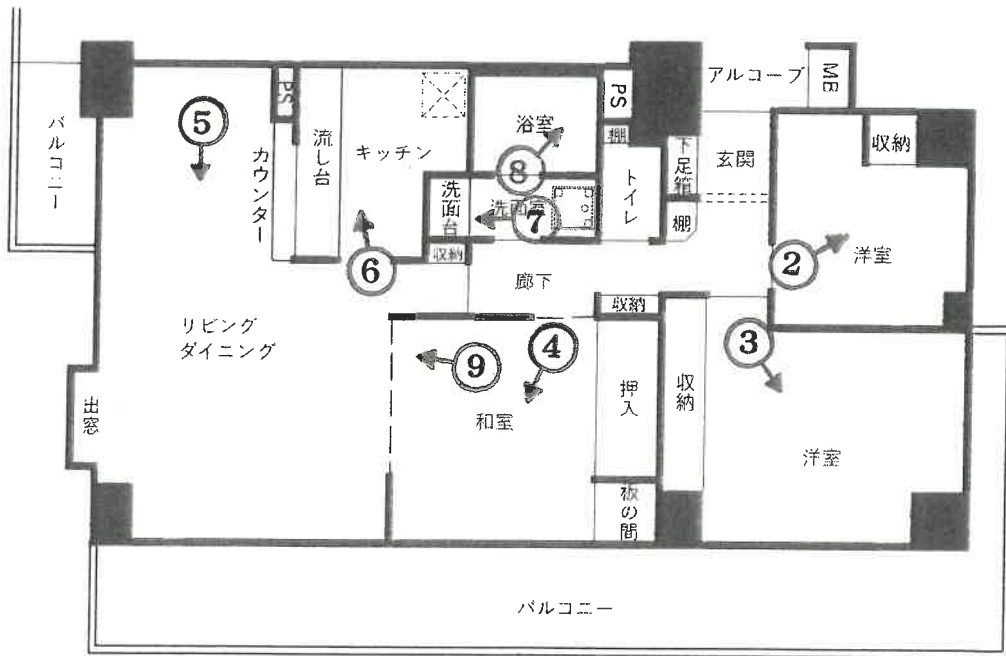 アルコーブ
MB
PS
PS
収納
バルコニー
⑤
流し台
キッチン
浴室
棚
下足箱
玄関
カウンター
⑧
洗面台
洗面室
⑦
トイレ
棚
②
洋室
⑥
収納
廊下
収納
リビング
ダイニング
⑨
④
③
出窓
和室
押入
収納
洋室
板の間
バルコニー